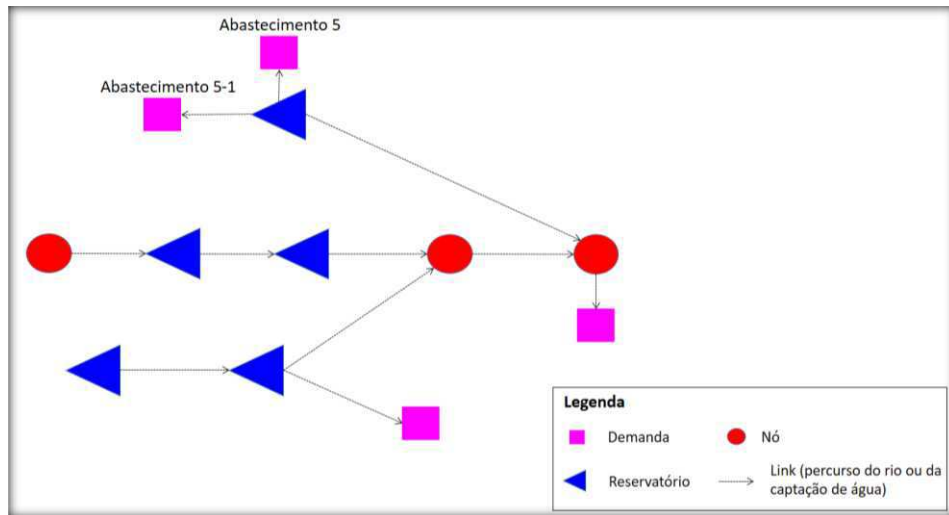 Abastecimento 5
Abastecimento 5-1
Legenda
Demanda
Nó
Reservatório
Link (percurso do rio ou da
captação de água)